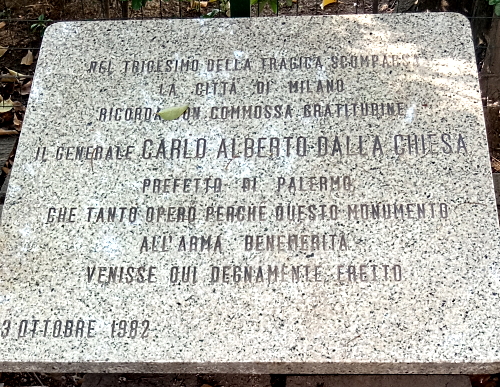 NEL TRIGESIMO DELLA TRAGICA SCOMPARSA
LA CITTÀ DI MILANO
RICORDA CON COMMOSSA GRATITUDINE
IL GENERALE CARLO ALBERTO DALLA CHIESA
PREFETTO DI PALERMO
CHE TANTO OPERÒ PERCHÈ QUESTO MONUMENTO
ALL'ARMA BENEMERITA
VENISSE QUI DEGNAMENTE ERETTO
3 OTTOBRE 1982